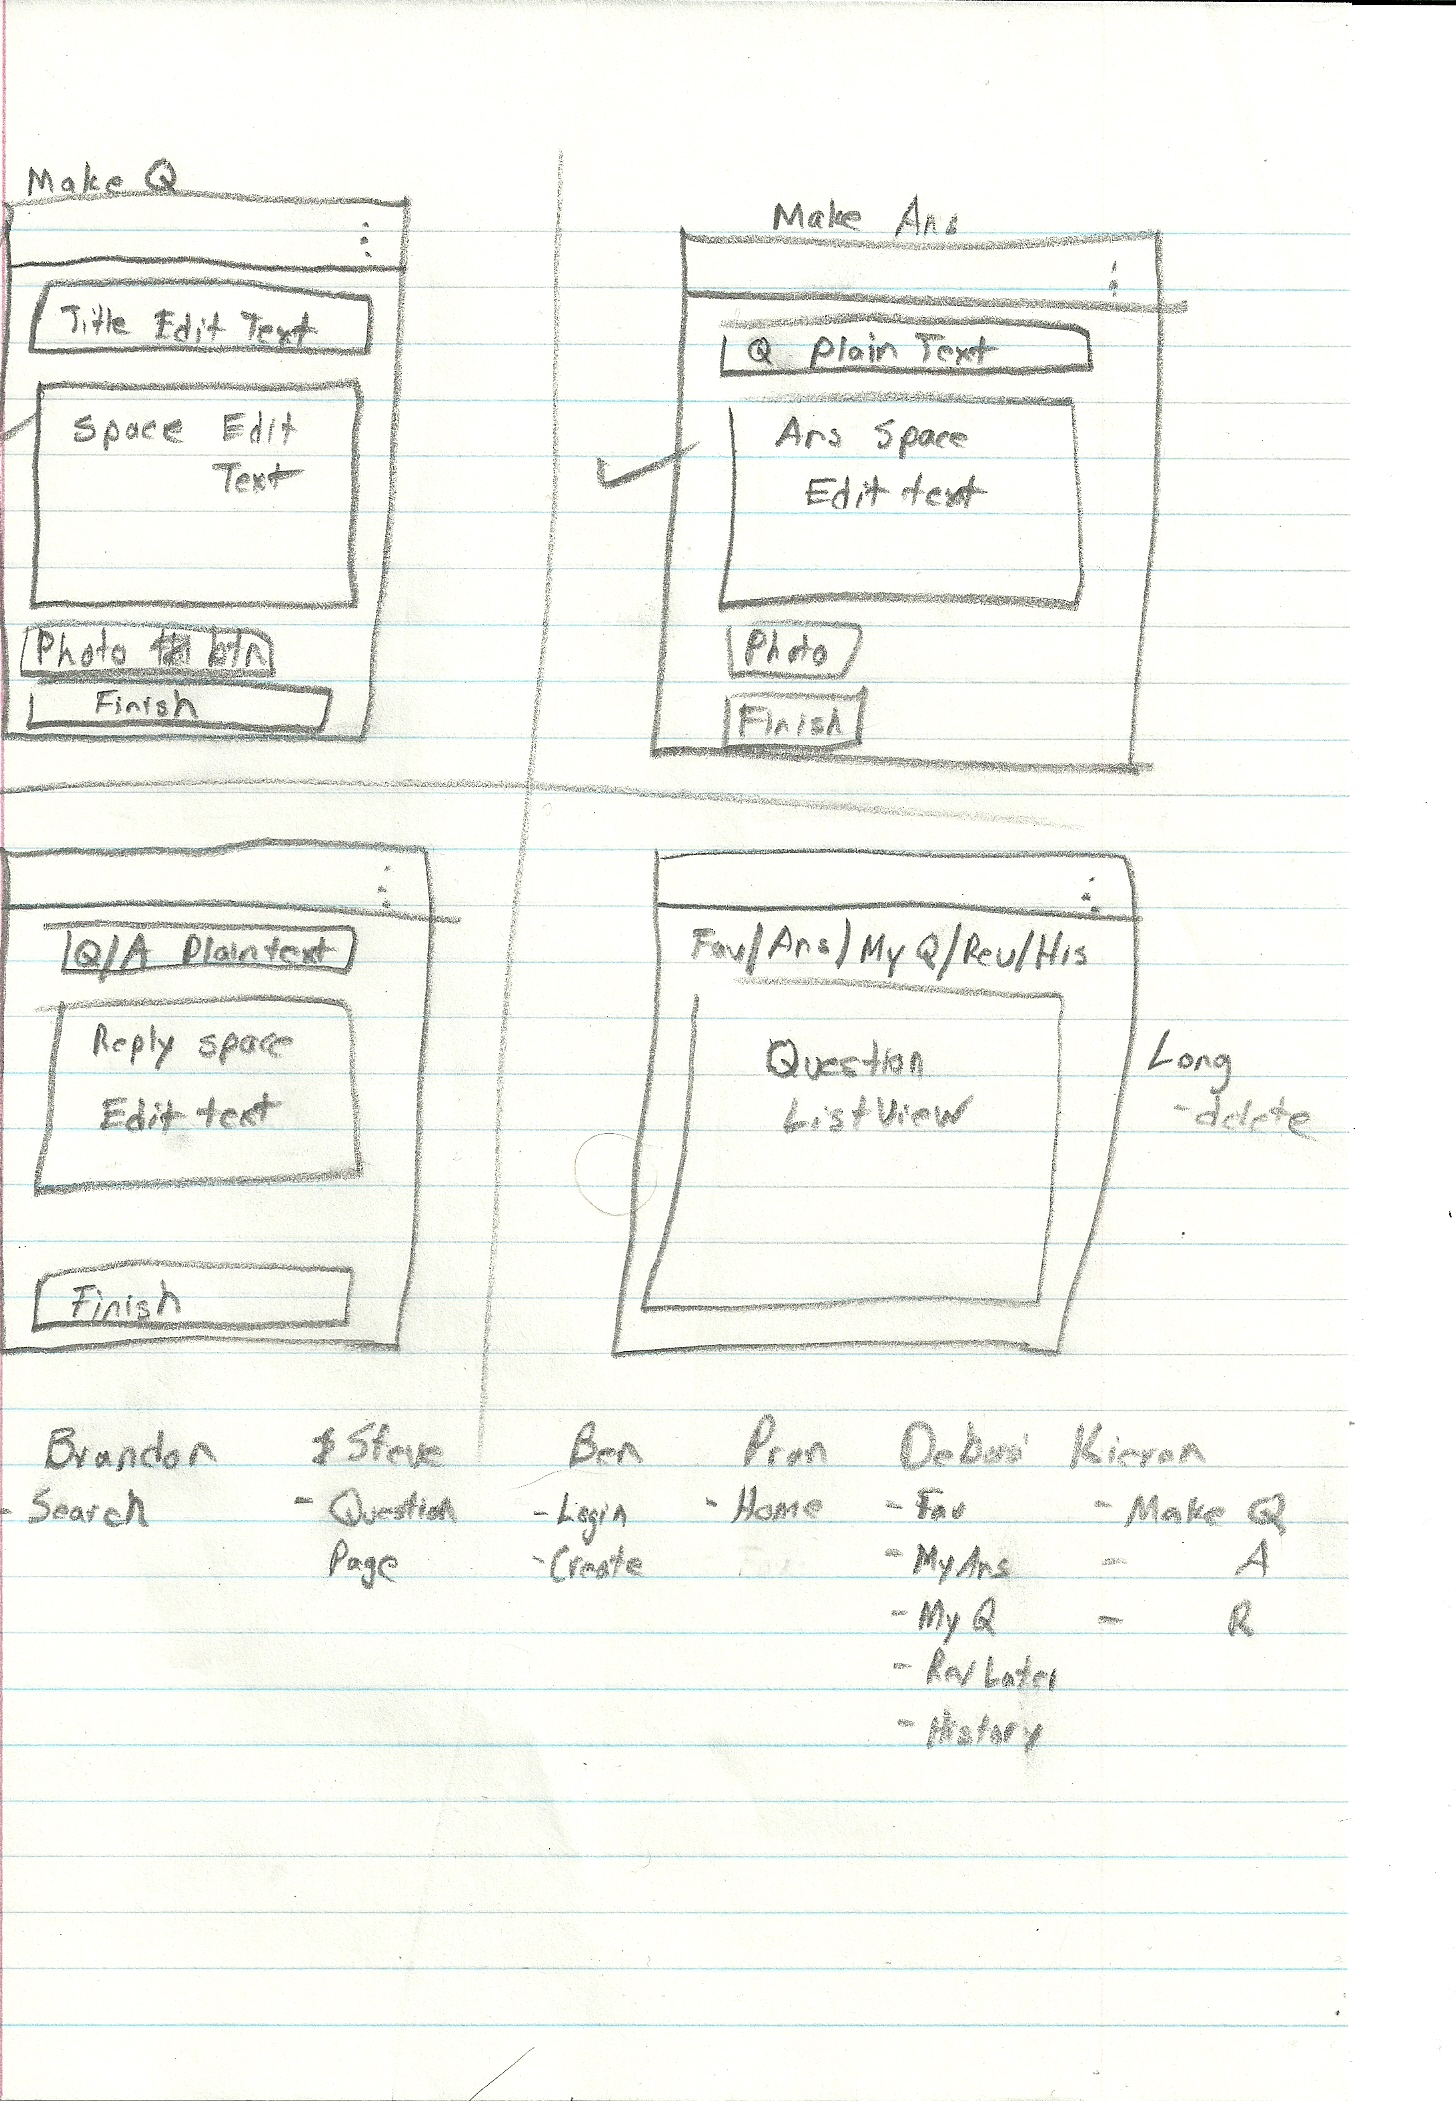 Make Q
Title Edit Text
Space Edit
Text
Photo btn
Finish
Make Ans
Q Plain Text
Ans Space
Edit text
Photo
Finish
Q/A Plaintext
Reply space
Edit text
Finish
Fav/Ans/My Q/Rev/His
Question
ListView
Long
- delete
Brandon
- Search
Steve
- Question
Page
Ben
- Login
- Create
Pran
- Home
- Fav
- My Ans
- My Q
- Rev Later
- History
Kieran
- Make Q
- A
- R